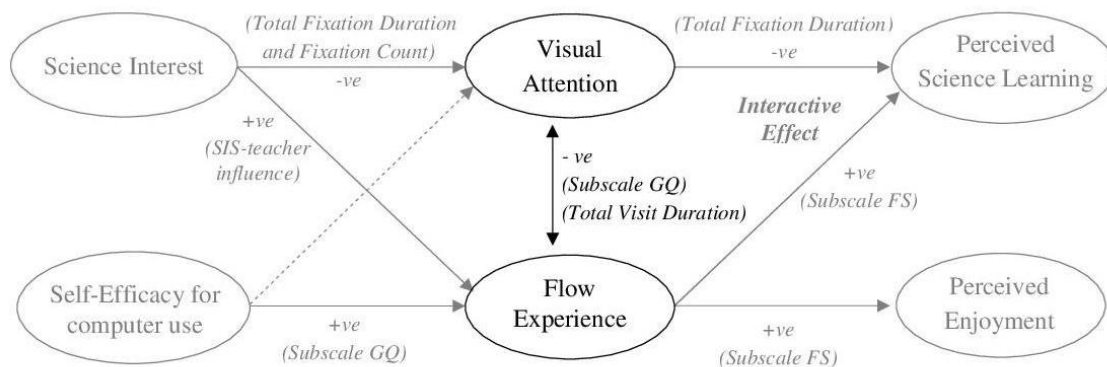 (Total Fixation Duration
and Fixation Count)
-ve
Science Interest
Visual
Attention
(Total Fixation Duration)
-ve
Perceived
Science Learning
Interactive
Effect
+ve
(SIS-teacher
influence)
- ve
(Subscale GQ)
(Total Visit Duration)
+ve
(Subscale FS)
Self-Efficacy for
computer use
+ve
(Subscale GQ)
Flow
Experience
+ve
(Subscale FS)
Perceived
Enjoyment